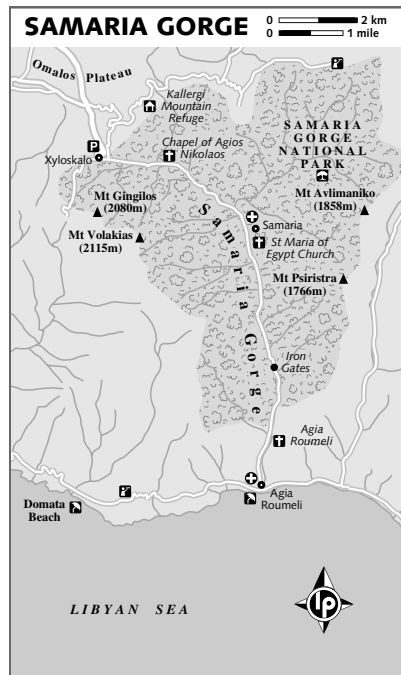 SAMARIA GORGE
0 2 km
0 1 mile
Omalos Plateau
Kallergi
Mountain
Refuge
P
Xyloskalo
Chapel of Agios
Nikolaos
SAMARIA
GORGE
NATIONAL
PARK
Mt Gingilos
(2080m)
Mt Avlimaniko
(1858m)
Mt Volakias
(2115m)
Samaria
St Maria of
Egypt Church
Samaria Gorge
Mt Psiristra
(1766m)
Iron
Gates
Agia
Roumeli
Agia
Roumeli
Domata
Beach
LIBYAN SEA
lp